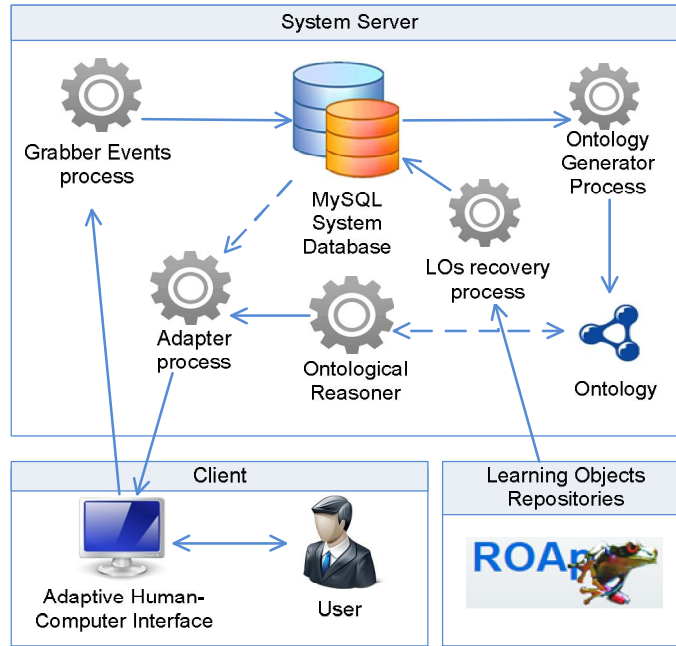 System Server
Grabber Events
process
MySQL
System
Database
Ontology
Generator
Process
LOs recovery
process
Adapter
process
Ontological
Reasoner
Ontology
Client
Adaptive Human-
Computer Interface
User
Learning Objects
Repositories